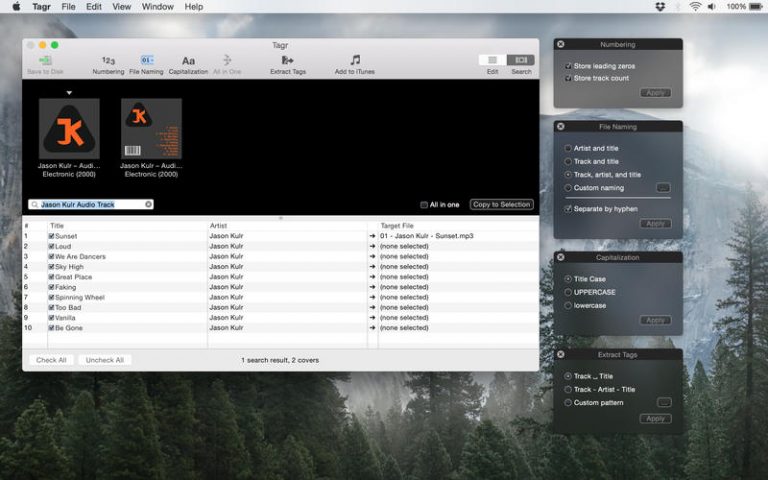 Tagr File Edit View Window Help 100%
Tagr
Save to Disk
123 Numbering
File Naming
Aa Capitalization
All in One
Extract Tags
Add to iTunes
Edit
Search
Jason Kulr – Audi...
Electronic (2000)
Jason Kulr – Audi...
Electronic (2000)
Jason Kulr Audio Track
All in one
Copy to Selection
# Title Artist Target File
1 Sunset Jason Kulr 01 - Jason Kulr - Sunset.mp3
2 Loud Jason Kulr (none selected)
3 We Are Dancers Jason Kulr (none selected)
4 Sky High Jason Kulr (none selected)
5 Great Place Jason Kulr (none selected)
6 Faking Jason Kulr (none selected)
7 Spinning Wheel Jason Kulr (none selected)
8 Too Bad Jason Kulr (none selected)
9 Vanilla Jason Kulr (none selected)
10 Be Gone Jason Kulr (none selected)
Check All
Uncheck All
1 search result, 2 covers
Numbering
Store leading zeros
Store track count
Apply
File Naming
Artist and title
Track and title
Track, artist, and title
Custom naming ...
Separate by hyphen
Apply
Capitalization
Title Case
UPPERCASE
lowercase
Apply
Extract Tags
Track _ Title
Track - Artist - Title
Custom pattern ...
Apply